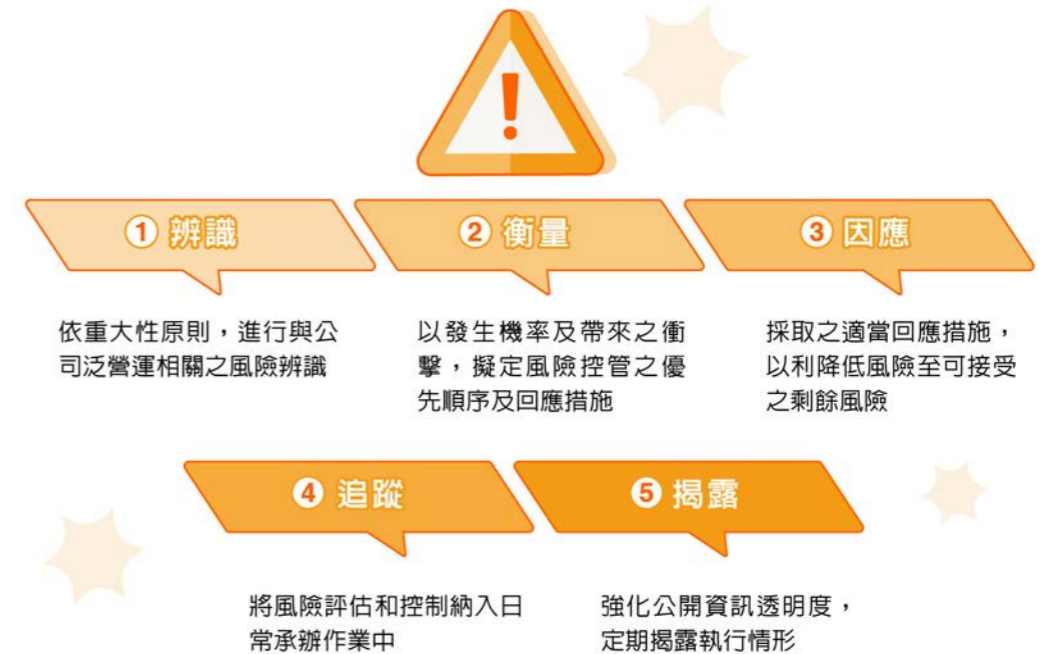 !
① 辨識
② 衡量
③ 因應
依重大性原則，進行與公
司泛營運相關之風險辨識
以發生機率及帶來之衝
擊，擬定風險控管之優
先順序及回應措施
採取之適當回應措施，
以利降低風險至可接受
之剩餘風險
④ 追蹤
⑤ 揭露
將風險評估和控制納入日
常承辦作業中
強化公開資訊透明度，
定期揭露執行情形